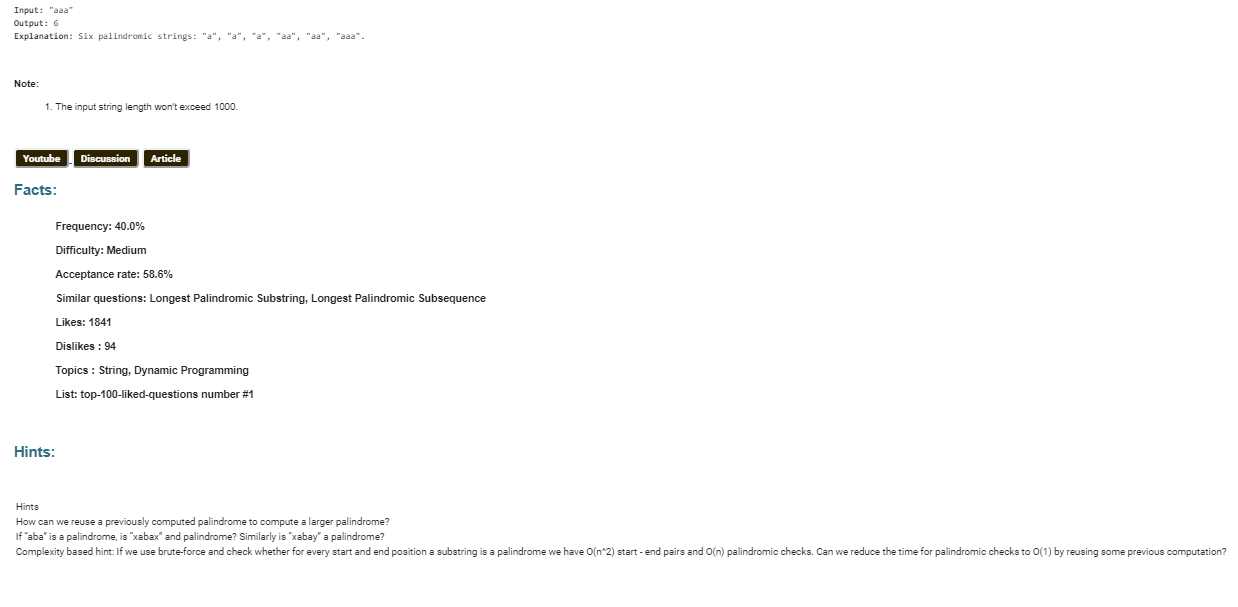 Input: "aaa"
Output: 6
Explanation: Six palindromic strings: "a", "a", "a", "aa", "aa", "aaa".
Note:
1. The input string length won't exceed 1000.
Youtube Discussion Article
Facts:
Frequency: 40.0%
Difficulty: Medium
Acceptance rate: 58.6%
Similar questions: Longest Palindromic Substring, Longest Palindromic Subsequence
Likes: 1841
Dislikes : 94
Topics : String, Dynamic Programming
List: top-100-liked-questions number #1
Hints:
Hints
How can we reuse a previously computed palindrome to compute a larger palindrome?
If “aba” is a palindrome, is “xabax” and palindrome? Similarly is “xabay” a palindrome?
Complexity based hint: If we use brute-force and check whether for every start and end position a substring is a palindrome we have O(n^2) start - end pairs and O(n) palindromic checks. Can we reduce the time for palindromic checks to O(1) by reusing some previous computation?